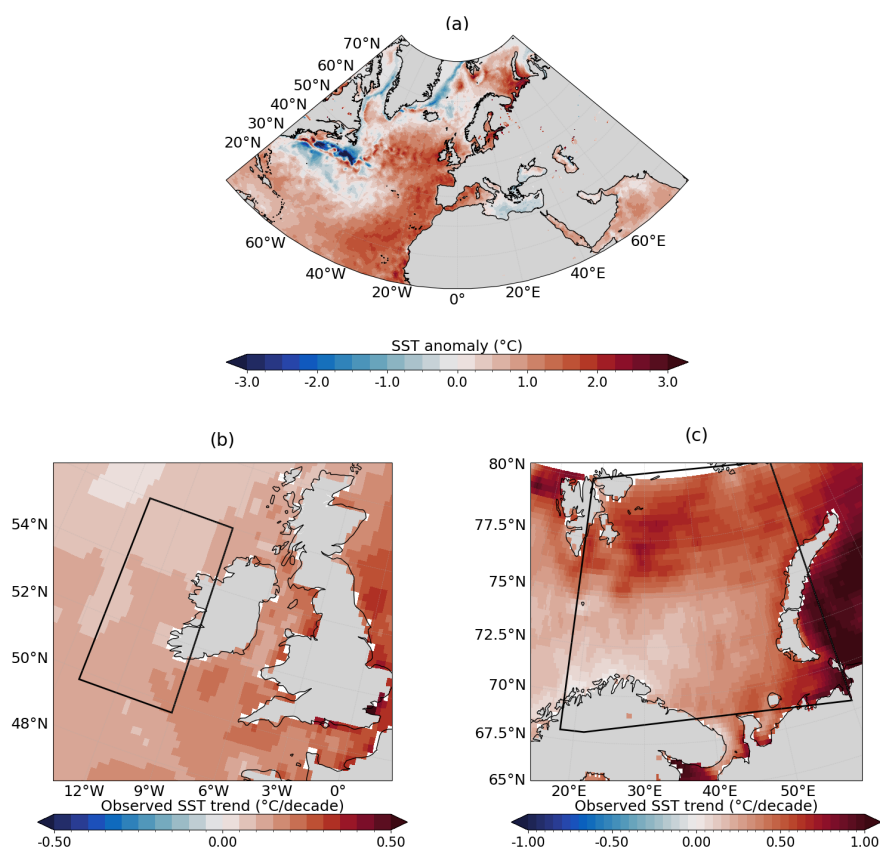 (a)
70°N
60°N
50°N
40°N
30°N
20°N
60°W
40°W
20°W
0°
20°E
40°E
60°E
SST anomaly (°C)
-3.0 -2.0 -1.0 0.0 1.0 2.0 3.0
(b)
54°N
52°N
50°N
48°N
12°W 9°W 6°W 3°W 0°
Observed SST trend (°C/decade)
-0.50 0.00 0.50
(c)
80°N
77.5°N
75°N
72.5°N
70°N
67.5°N
65°N
20°E 30°E 40°E 50°E
Observed SST trend (°C/decade)
-1.00 -0.50 0.00 0.50 1.00